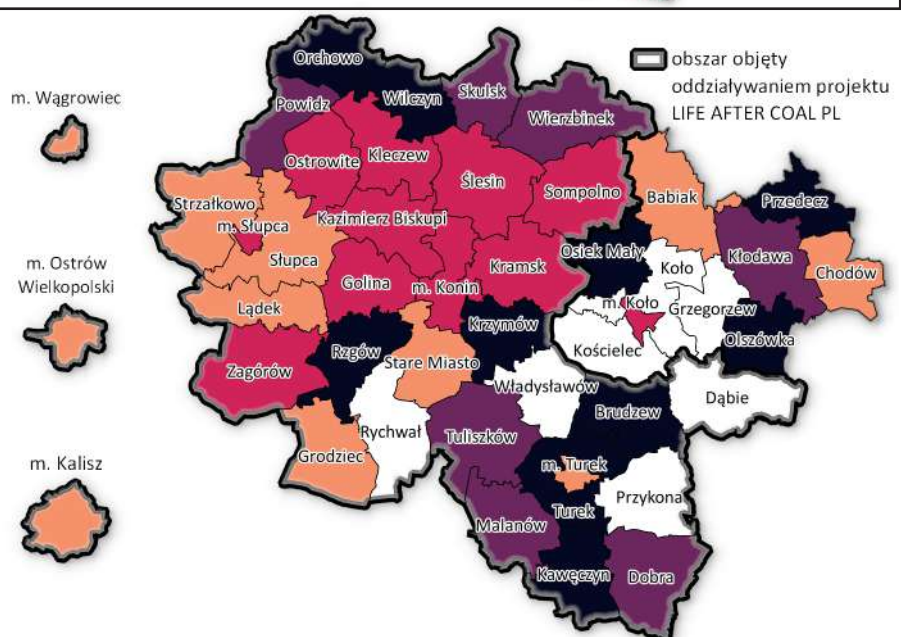 obszar objęty
oddziaływaniem projektu
LIFE AFTER COAL PL
m. Wągrowiec
m. Ostrów
Wielkopolski
m. Kalisz
Orchowo
Wilczyn
Skulsk
Powidz
Wierzbinek
Ostrowite
Kleczew
Ślesin
Sompolno
Babiak
Przedecz
Strzałkowo
m. Słupca
Kazimierz Biskupi
Słupca
Osiek Mały
Kłodawa
Chodów
Koło
Golina
m. Konin
Kramsk
Lądek
m. Koło
Grzegorzew
Krzymów
Olszówka
Kościelec
Rzgów
Stare Miasto
Zagórów
Władysławów
Dąbie
Brudzew
Rychwał
Tuliszków
Grodziec
m. Turek
Przykona
Turek
Malanów
Kawęczyn
Dobra